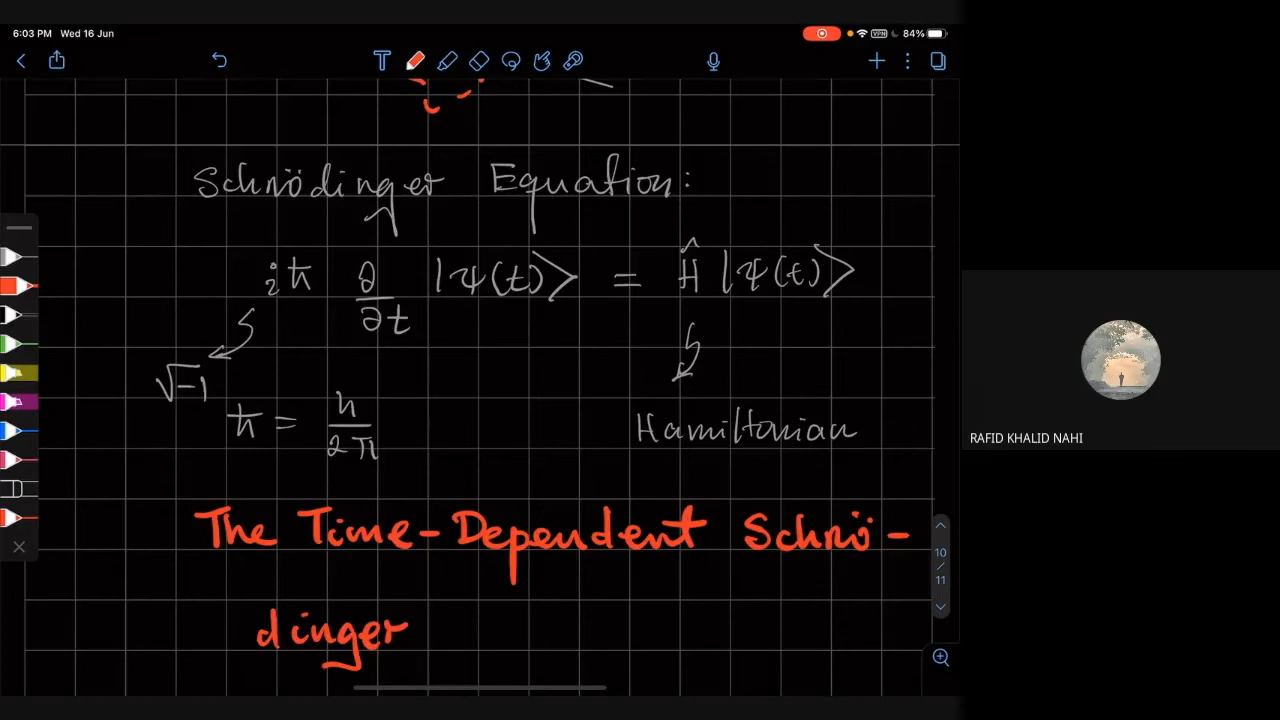 6:03 PM Wed 16 Jun
VPN 84%
Schrödinger Equation:
iħ ∂/∂t |Ψ(t)⟩ = Ĥ |Ψ(t)⟩
√-1
ħ = h/2π
Hamiltonian
The Time-Dependent Schrö-
dinger
10
/
11
RAFID KHALID NAHI